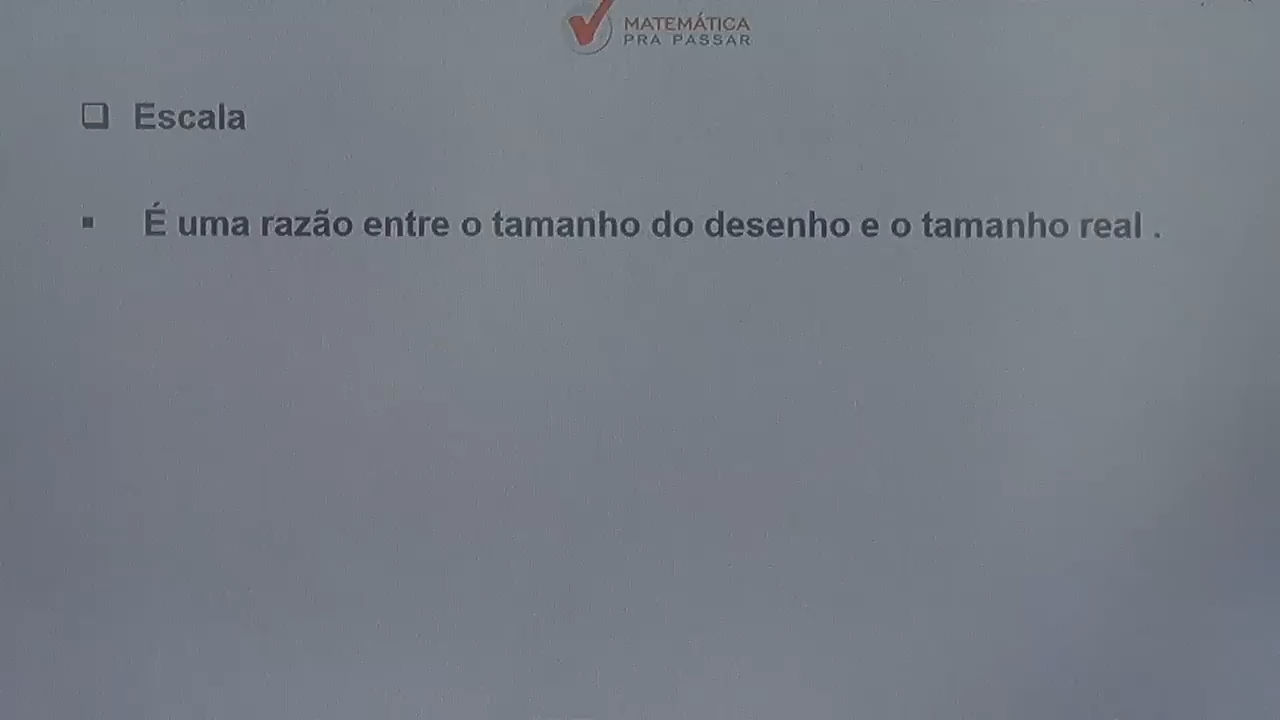 MATEMÁTICA
PRA PASSAR
Escala
É uma razão entre o tamanho do desenho e o tamanho real .